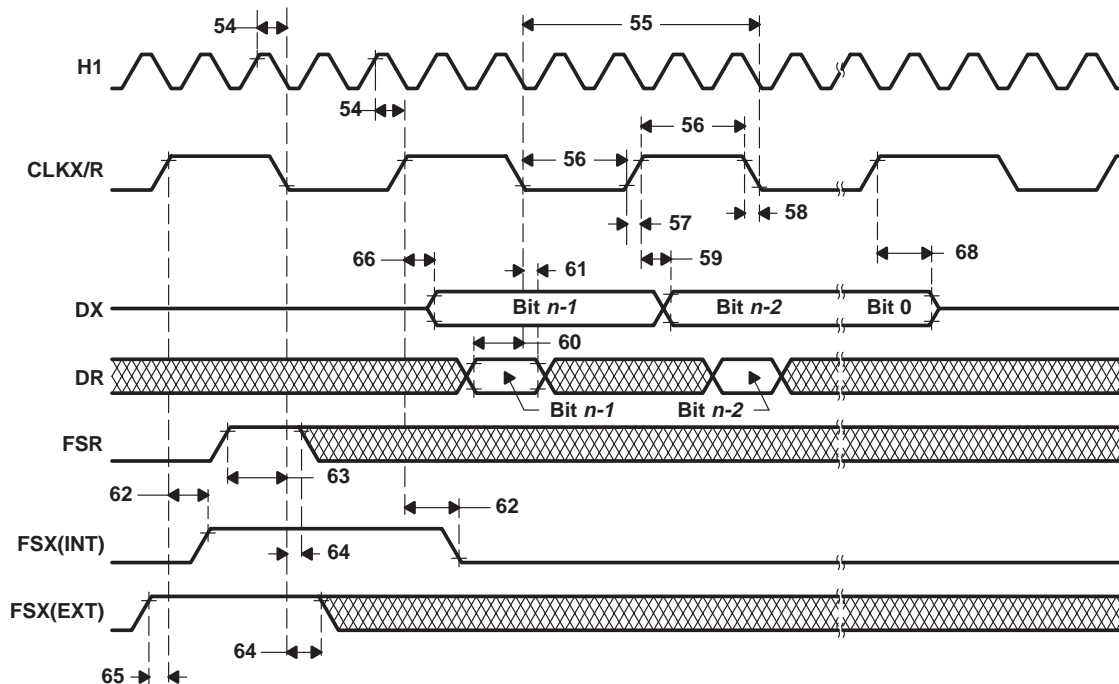 54
55
H1
54
56
56
CLKX/R
57
58
66
61
59
68
DX
Bit n-1
Bit n-2
Bit 0
60
DR
Bit n-1
Bit n-2
FSR
63
62
62
FSX(INT)
64
FSX(EXT)
64
65